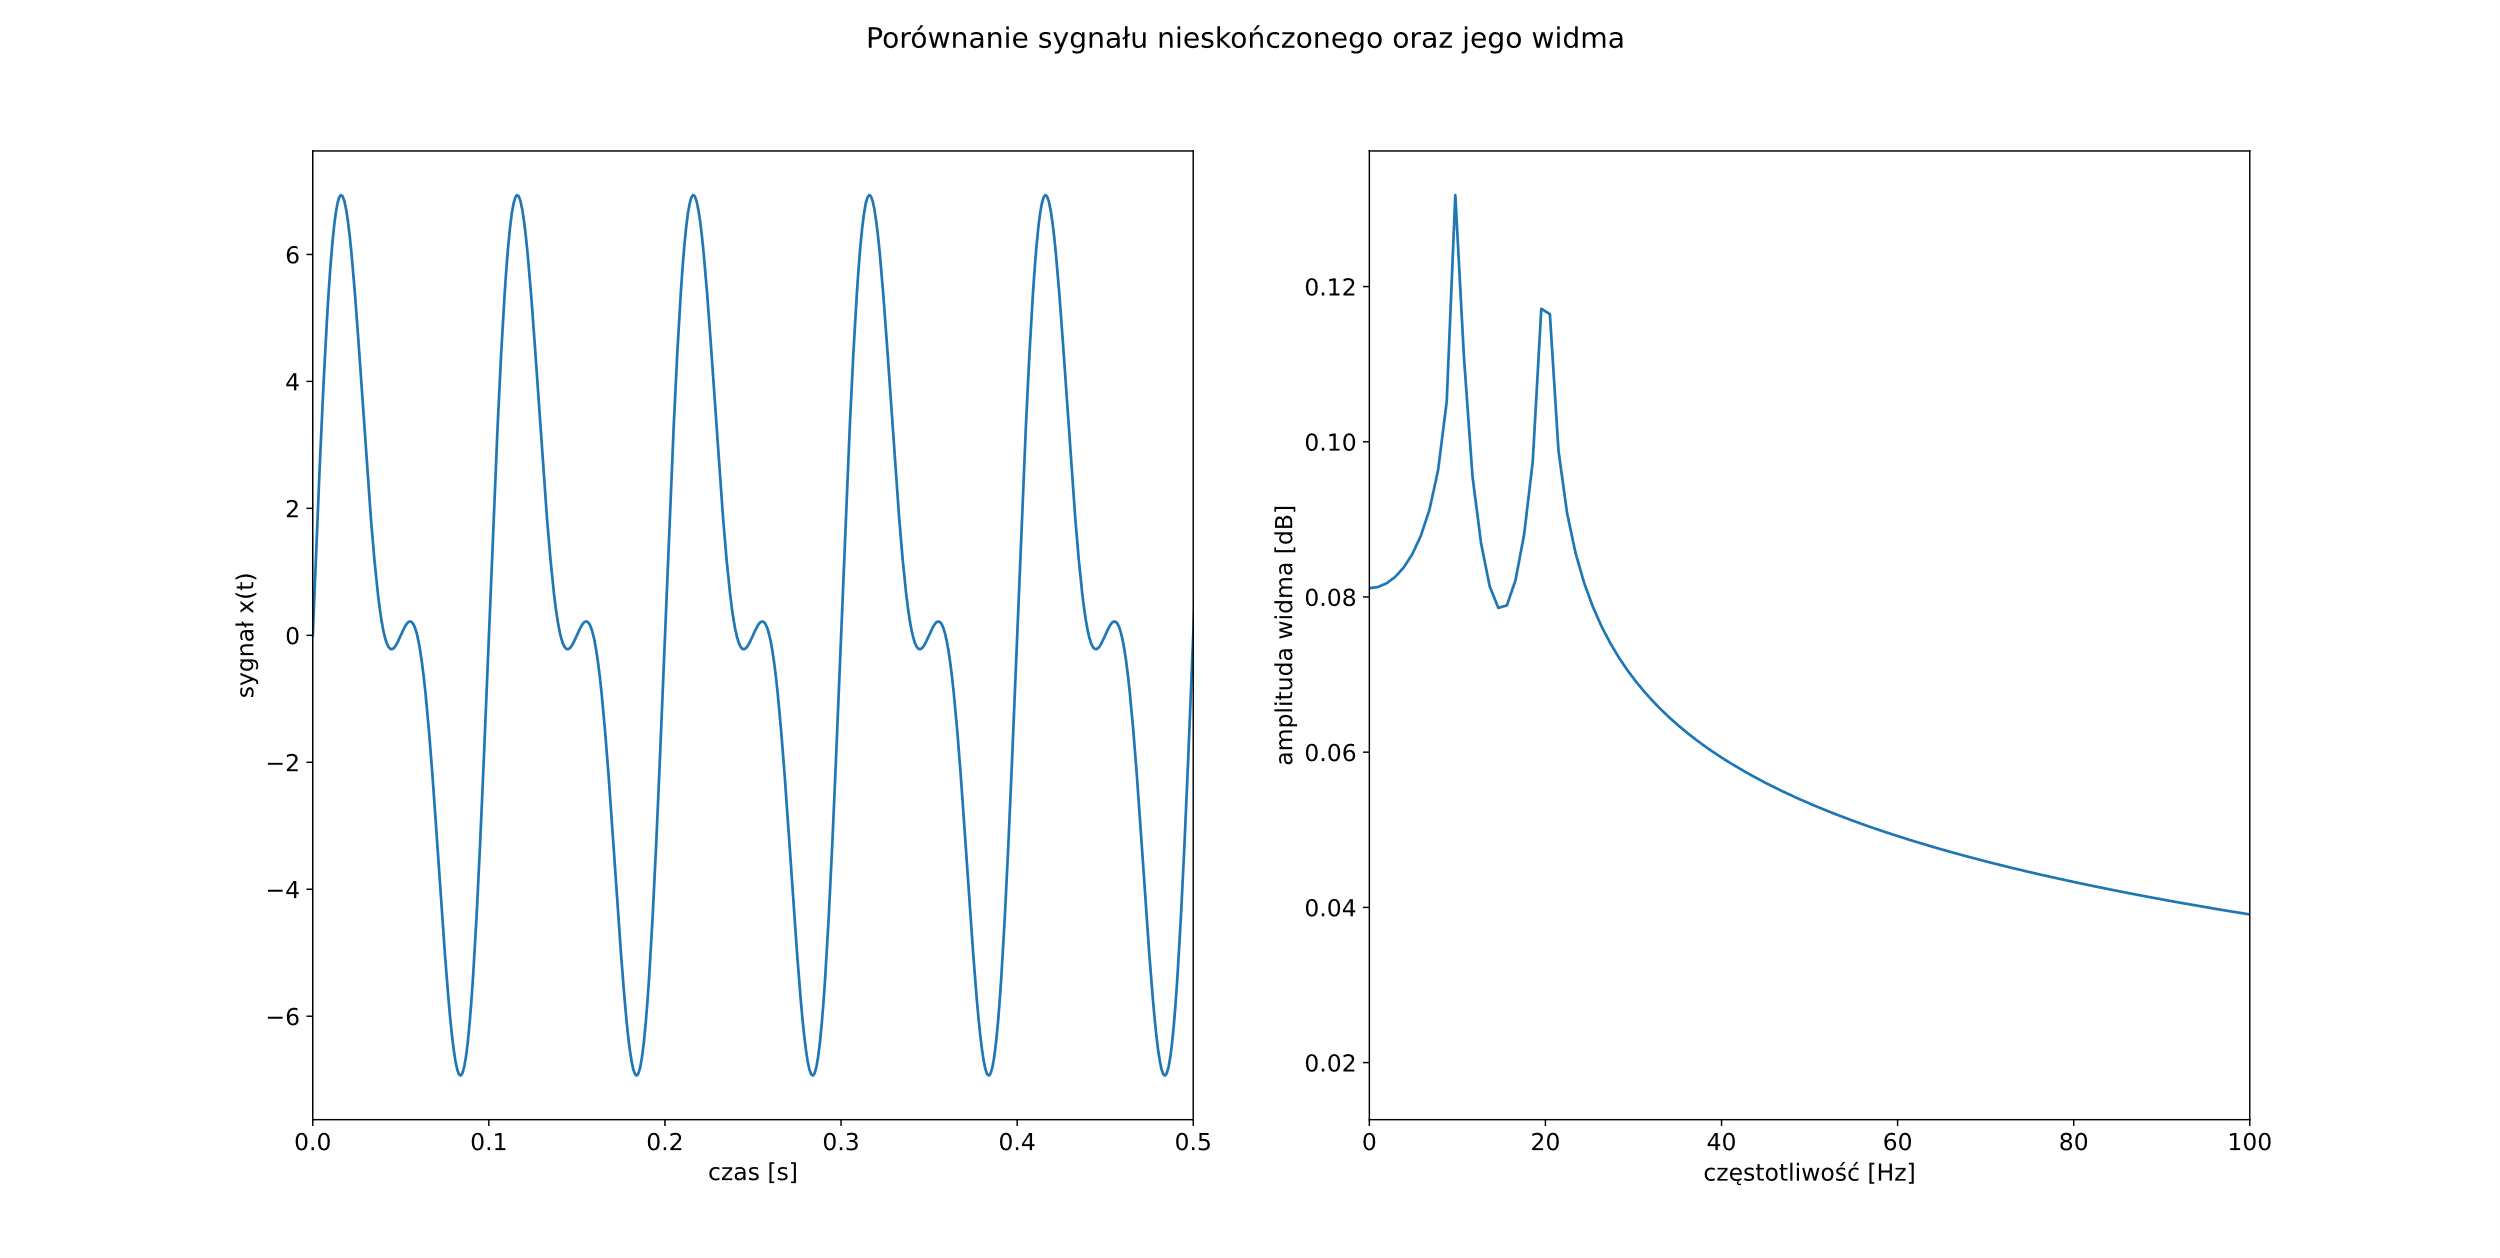 Porównanie sygnału nieskończonego oraz jego widma
sygnał x(t)
6
4
2
0
−2
−4
−6
0.0 0.1 0.2 0.3 0.4 0.5
czas [s]
amplituda widma [dB]
0.12
0.10
0.08
0.06
0.04
0.02
0 20 40 60 80 100
częstotliwość [Hz]